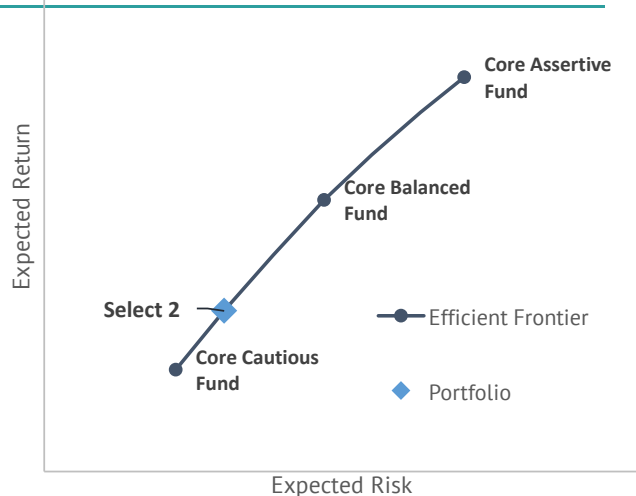 Core Assertive
Fund
Core Balanced
Fund
Select 2
Core Cautious
Fund
Efficient Frontier
Portfolio
Expected Return
Expected Risk